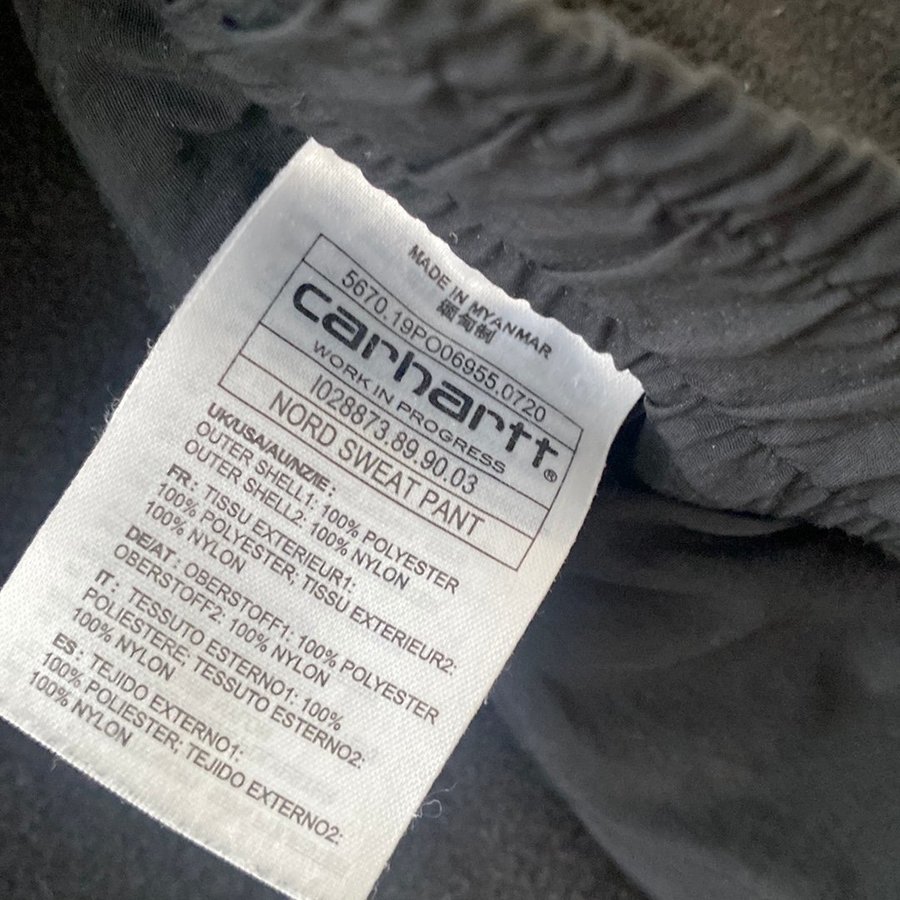 MADE IN MYANMAR
缅甸制
5670.19PO06955.0720
carhartt®
WORK IN PROGRESS
I028873.89.90.03
NORD SWEAT PANT
UK/USA/AU/NZ/IE:
OUTER SHELL1: 100% POLYESTER
OUTER SHELL2: 100% NYLON
FR: TISSU EXTERIEUR1:
100% POLYESTER; TISSU EXTERIEUR2:
100% NYLON
DE/AT: OBERSTOFF1: 100% POLYESTER
OBERSTOFF2: 100% NYLON
IT: TESSUTO ESTERNO1: 100%
POLIESTERE; TESSUTO ESTERNO2:
100% NYLON
ES: TEJIDO EXTERNO1:
100% POLIESTER; TEJIDO EXTERNO2:
100% NYLON